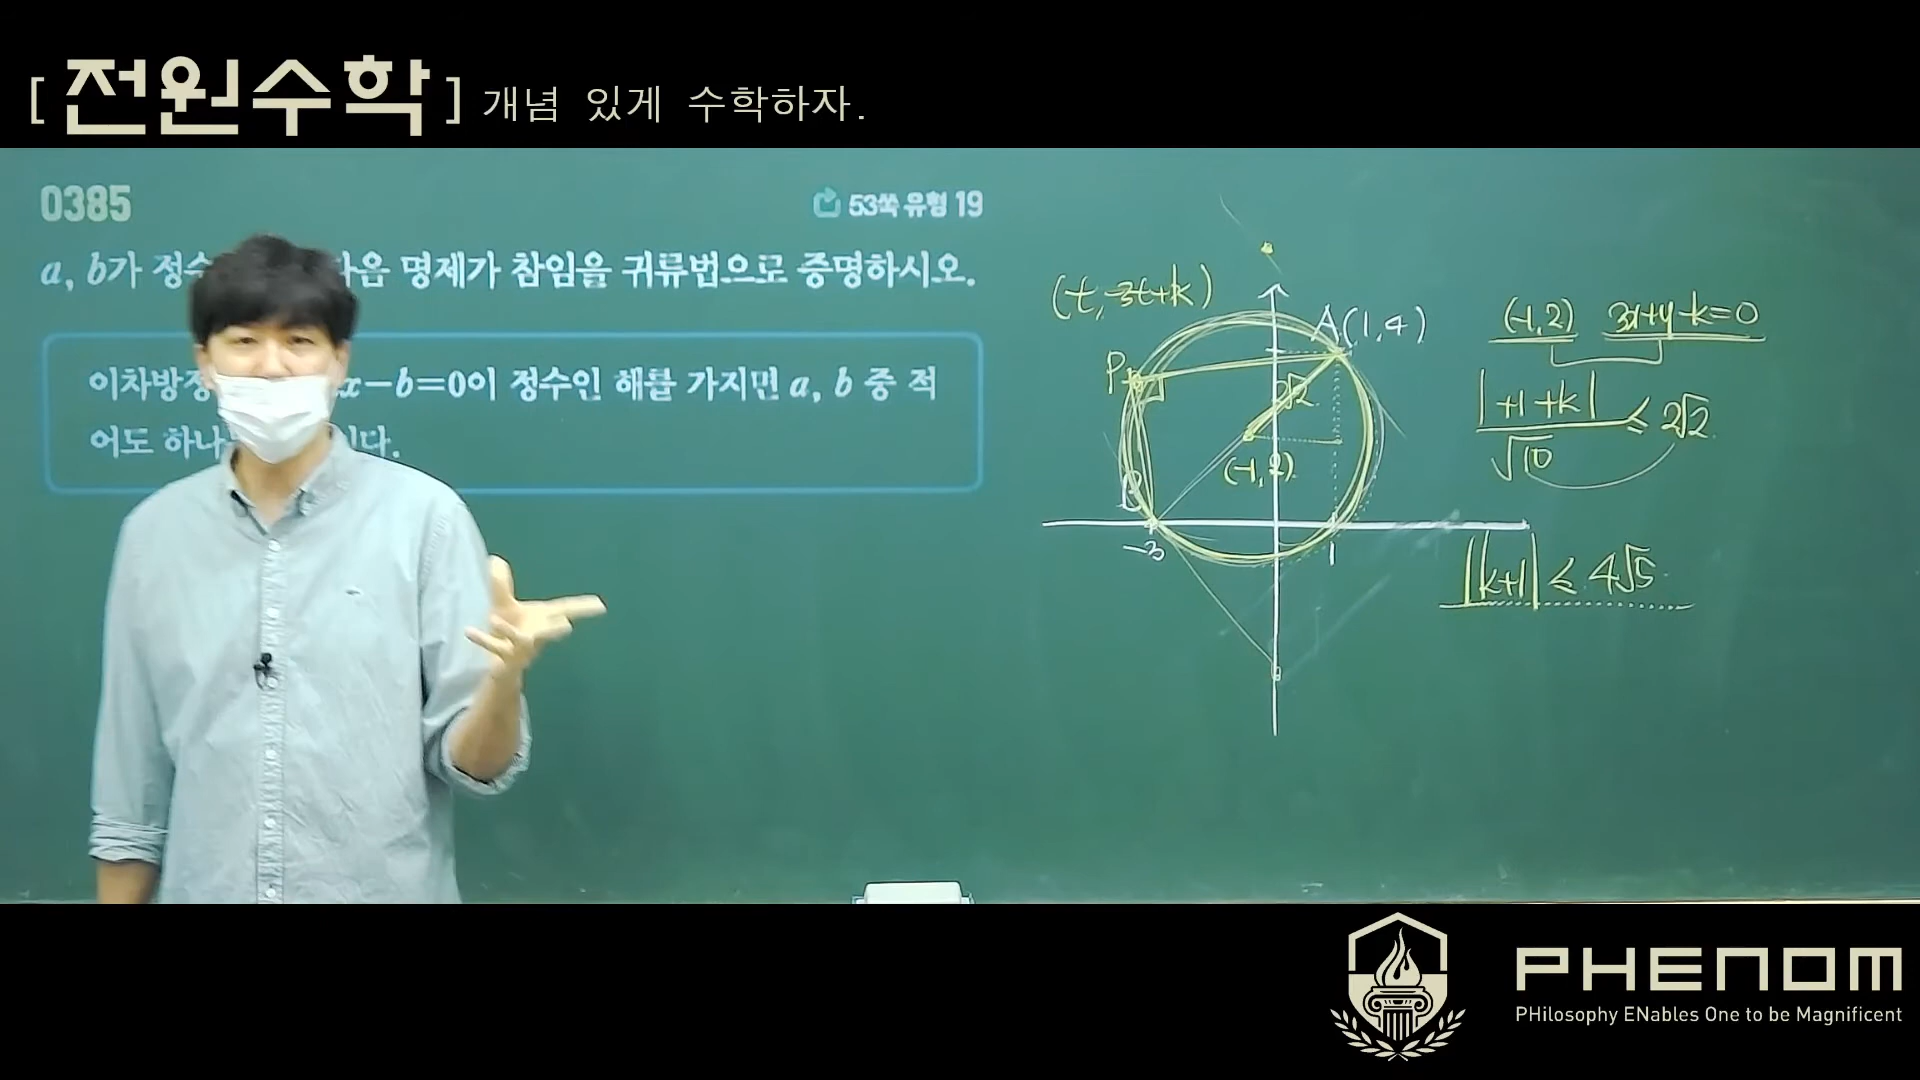 [전원수학] 개념 있게 수학하자.
0385
53쪽 유형 19
a, b가 정수 다음 명제가 참임을 귀류법으로 증명하시오.
이차방정 x-b=0이 정수인 해를 가지면 a, b 중 적
어도 하나 이다.
(t, -3t+k)
A(1,4)
P
2√2
(-1,2)
-3
1
(-1,2) 3x+y-k=0
|+1+k|/√10 ≤ 2√2
|k+1| ≤ 4√5
PHENOM
PHilosophy ENables One to be Magnificent